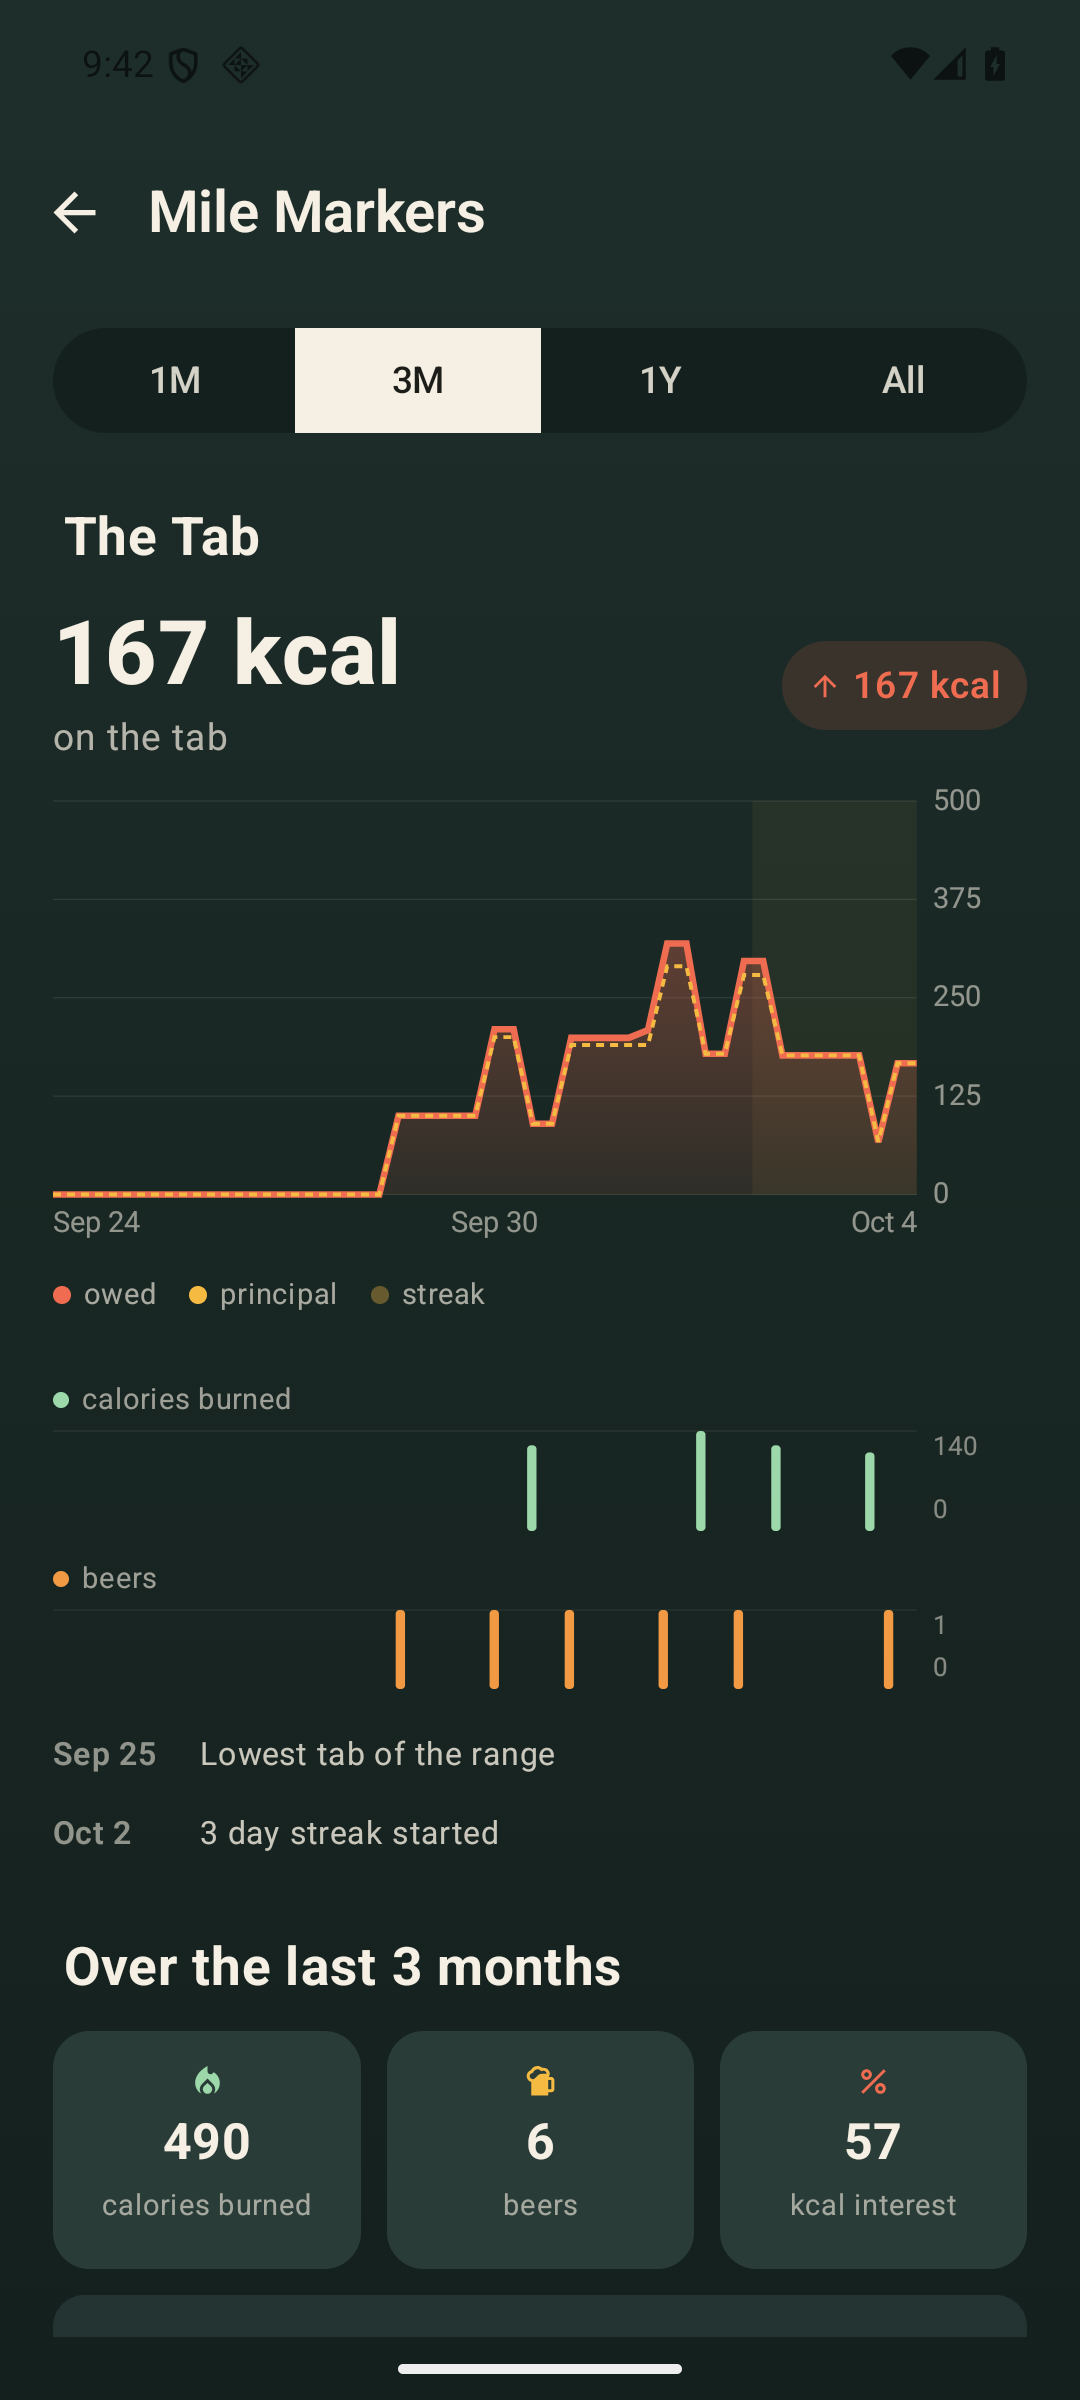 9:42
Mile Markers
1M 3M 1Y All
The Tab
167 kcal
↑ 167 kcal
on the tab
500
375
250
125
0
Sep 24 Sep 30 Oct 4
owed principal streak
calories burned
140
0
beers
1
0
Sep 25 Lowest tab of the range
Oct 2 3 day streak started
Over the last 3 months
490 6 57
calories burned beers kcal interest